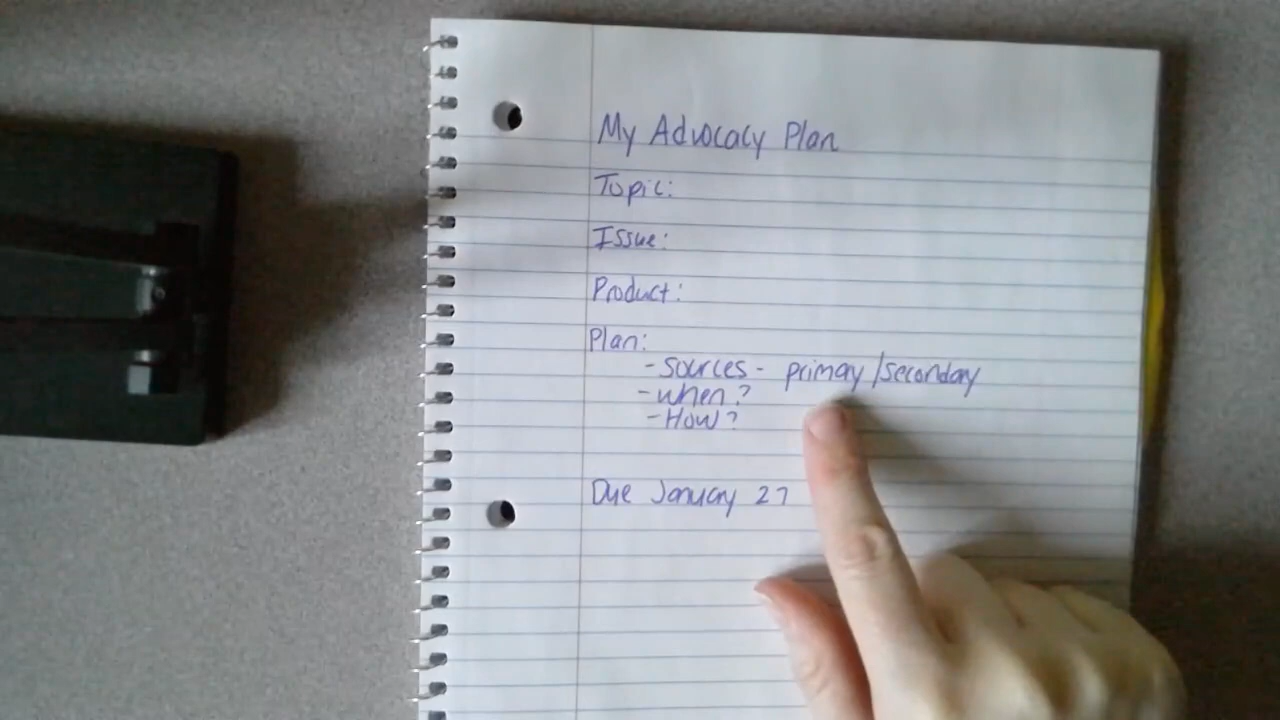 My Advocacy Plan
Topic:
Issue:
Product:
Plan:
-sources - primary/secondary
-when?
-How?
Due January 27